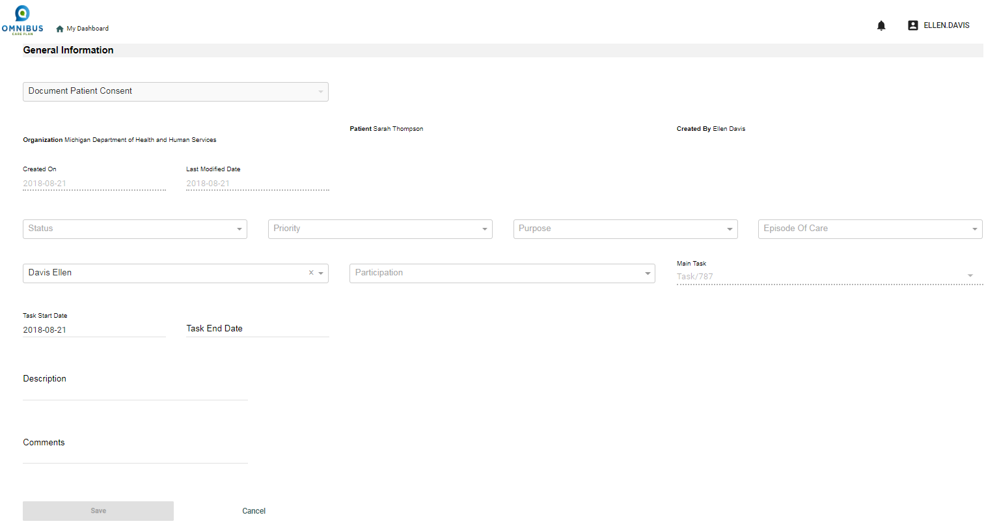 OMNIBUS
CARE PLAN
My Dashboard
ELLEN.DAVIS
General Information
Document Patient Consent
Patient Sarah Thompson
Created By Ellen Davis
Organization Michigan Department of Health and Human Services
Created On
Last Modified Date
2018-08-21
2018-08-21
Status
Priority
Purpose
Episode Of Care
Davis Ellen
×
Participation
Main Task
Task/787
Task Start Date
2018-08-21
Task End Date
Description
Comments
Save
Cancel